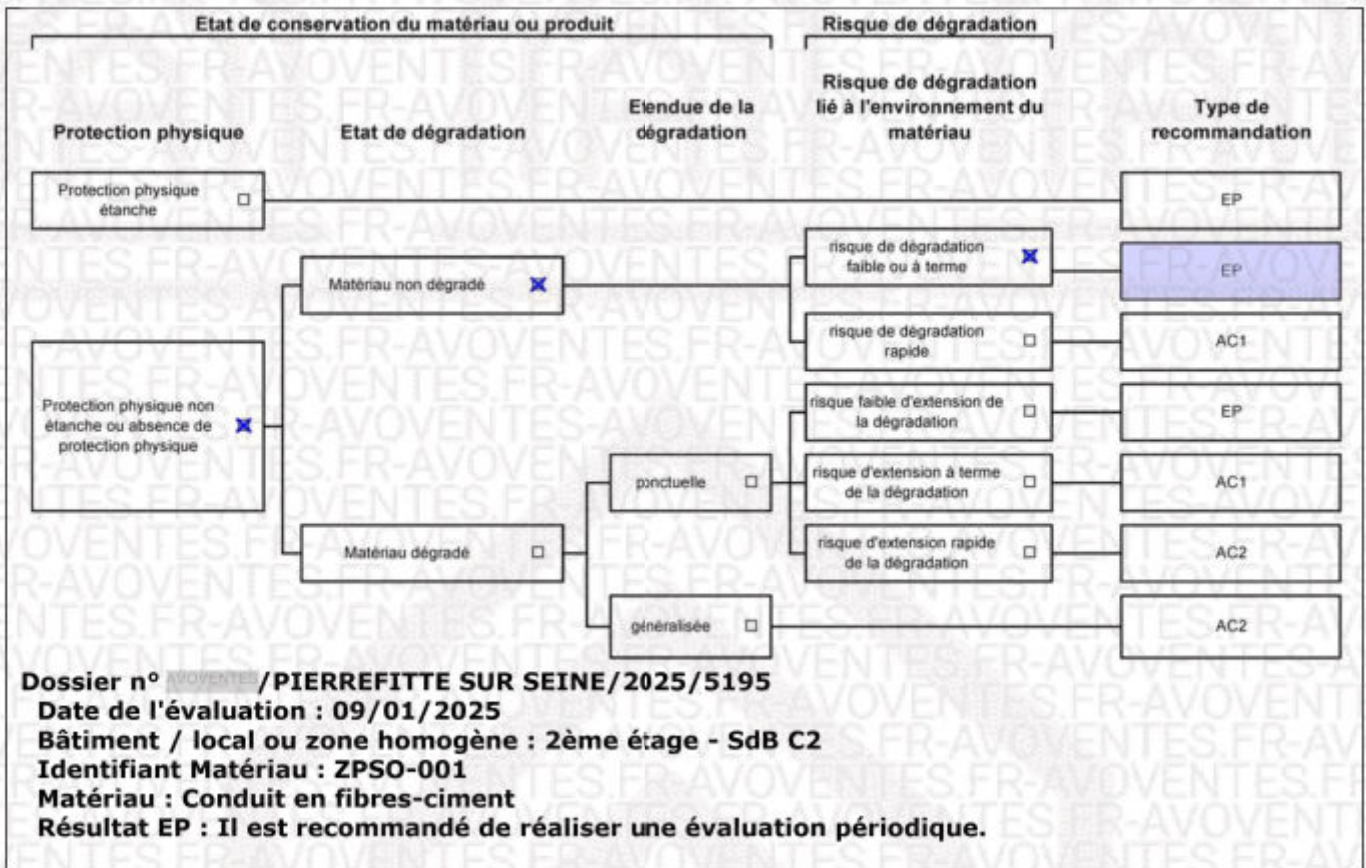 Etat de conservation du matériau ou produit
Risque de dégradation
Protection physique
Etat de dégradation
Etendue de la
dégradation
Risque de dégradation
lié à l'environnement du
matériau
Type de
recommandation
Protection physique
étanche
EP
risque de dégradation
faible ou à terme
EP
Matériau non dégradé
risque de dégradation
rapide
AC1
Protection physique non
étanche ou absence de
protection physique
risque faible d'extension de
la dégradation
EP
ponctuelle
risque d'extension à terme
de la dégradation
AC1
Matériau dégradé
risque d'extension rapide
de la dégradation
AC2
généralisée
AC2
Dossier n° AVOVENTES/PIERREFITTE SUR SEINE/2025/5195
Date de l'évaluation : 09/01/2025
Bâtiment / local ou zone homogène : 2ème étage - SdB C2
Identifiant Matériau : ZPSO-001
Matériau : Conduit en fibres-ciment
Résultat EP : Il est recommandé de réaliser une évaluation périodique.